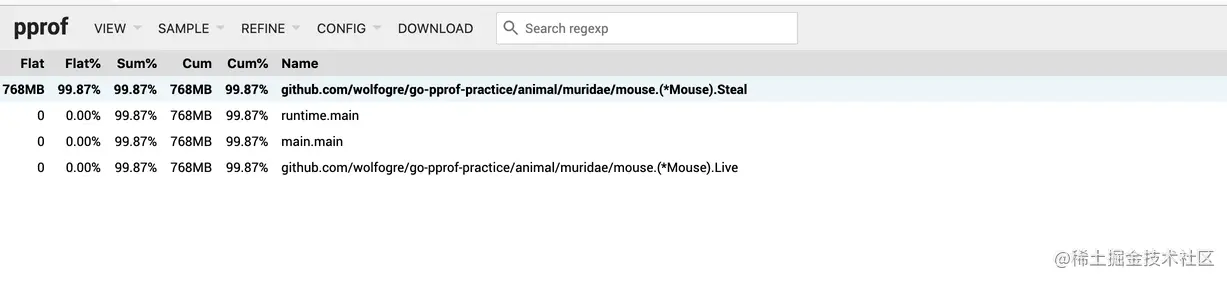 pprof VIEW SAMPLE REFINE CONFIG DOWNLOAD Search regexp
Flat Flat% Sum% Cum Cum% Name
768MB 99.87% 99.87% 768MB 99.87% github.com/wolfogre/go-pprof-practice/animal/muridae/mouse.(*Mouse).Steal
0 0.00% 99.87% 768MB 99.87% runtime.main
0 0.00% 99.87% 768MB 99.87% main.main
0 0.00% 99.87% 768MB 99.87% github.com/wolfogre/go-pprof-practice/animal/muridae/mouse.(*Mouse).Live
@稀土掘金技术社区